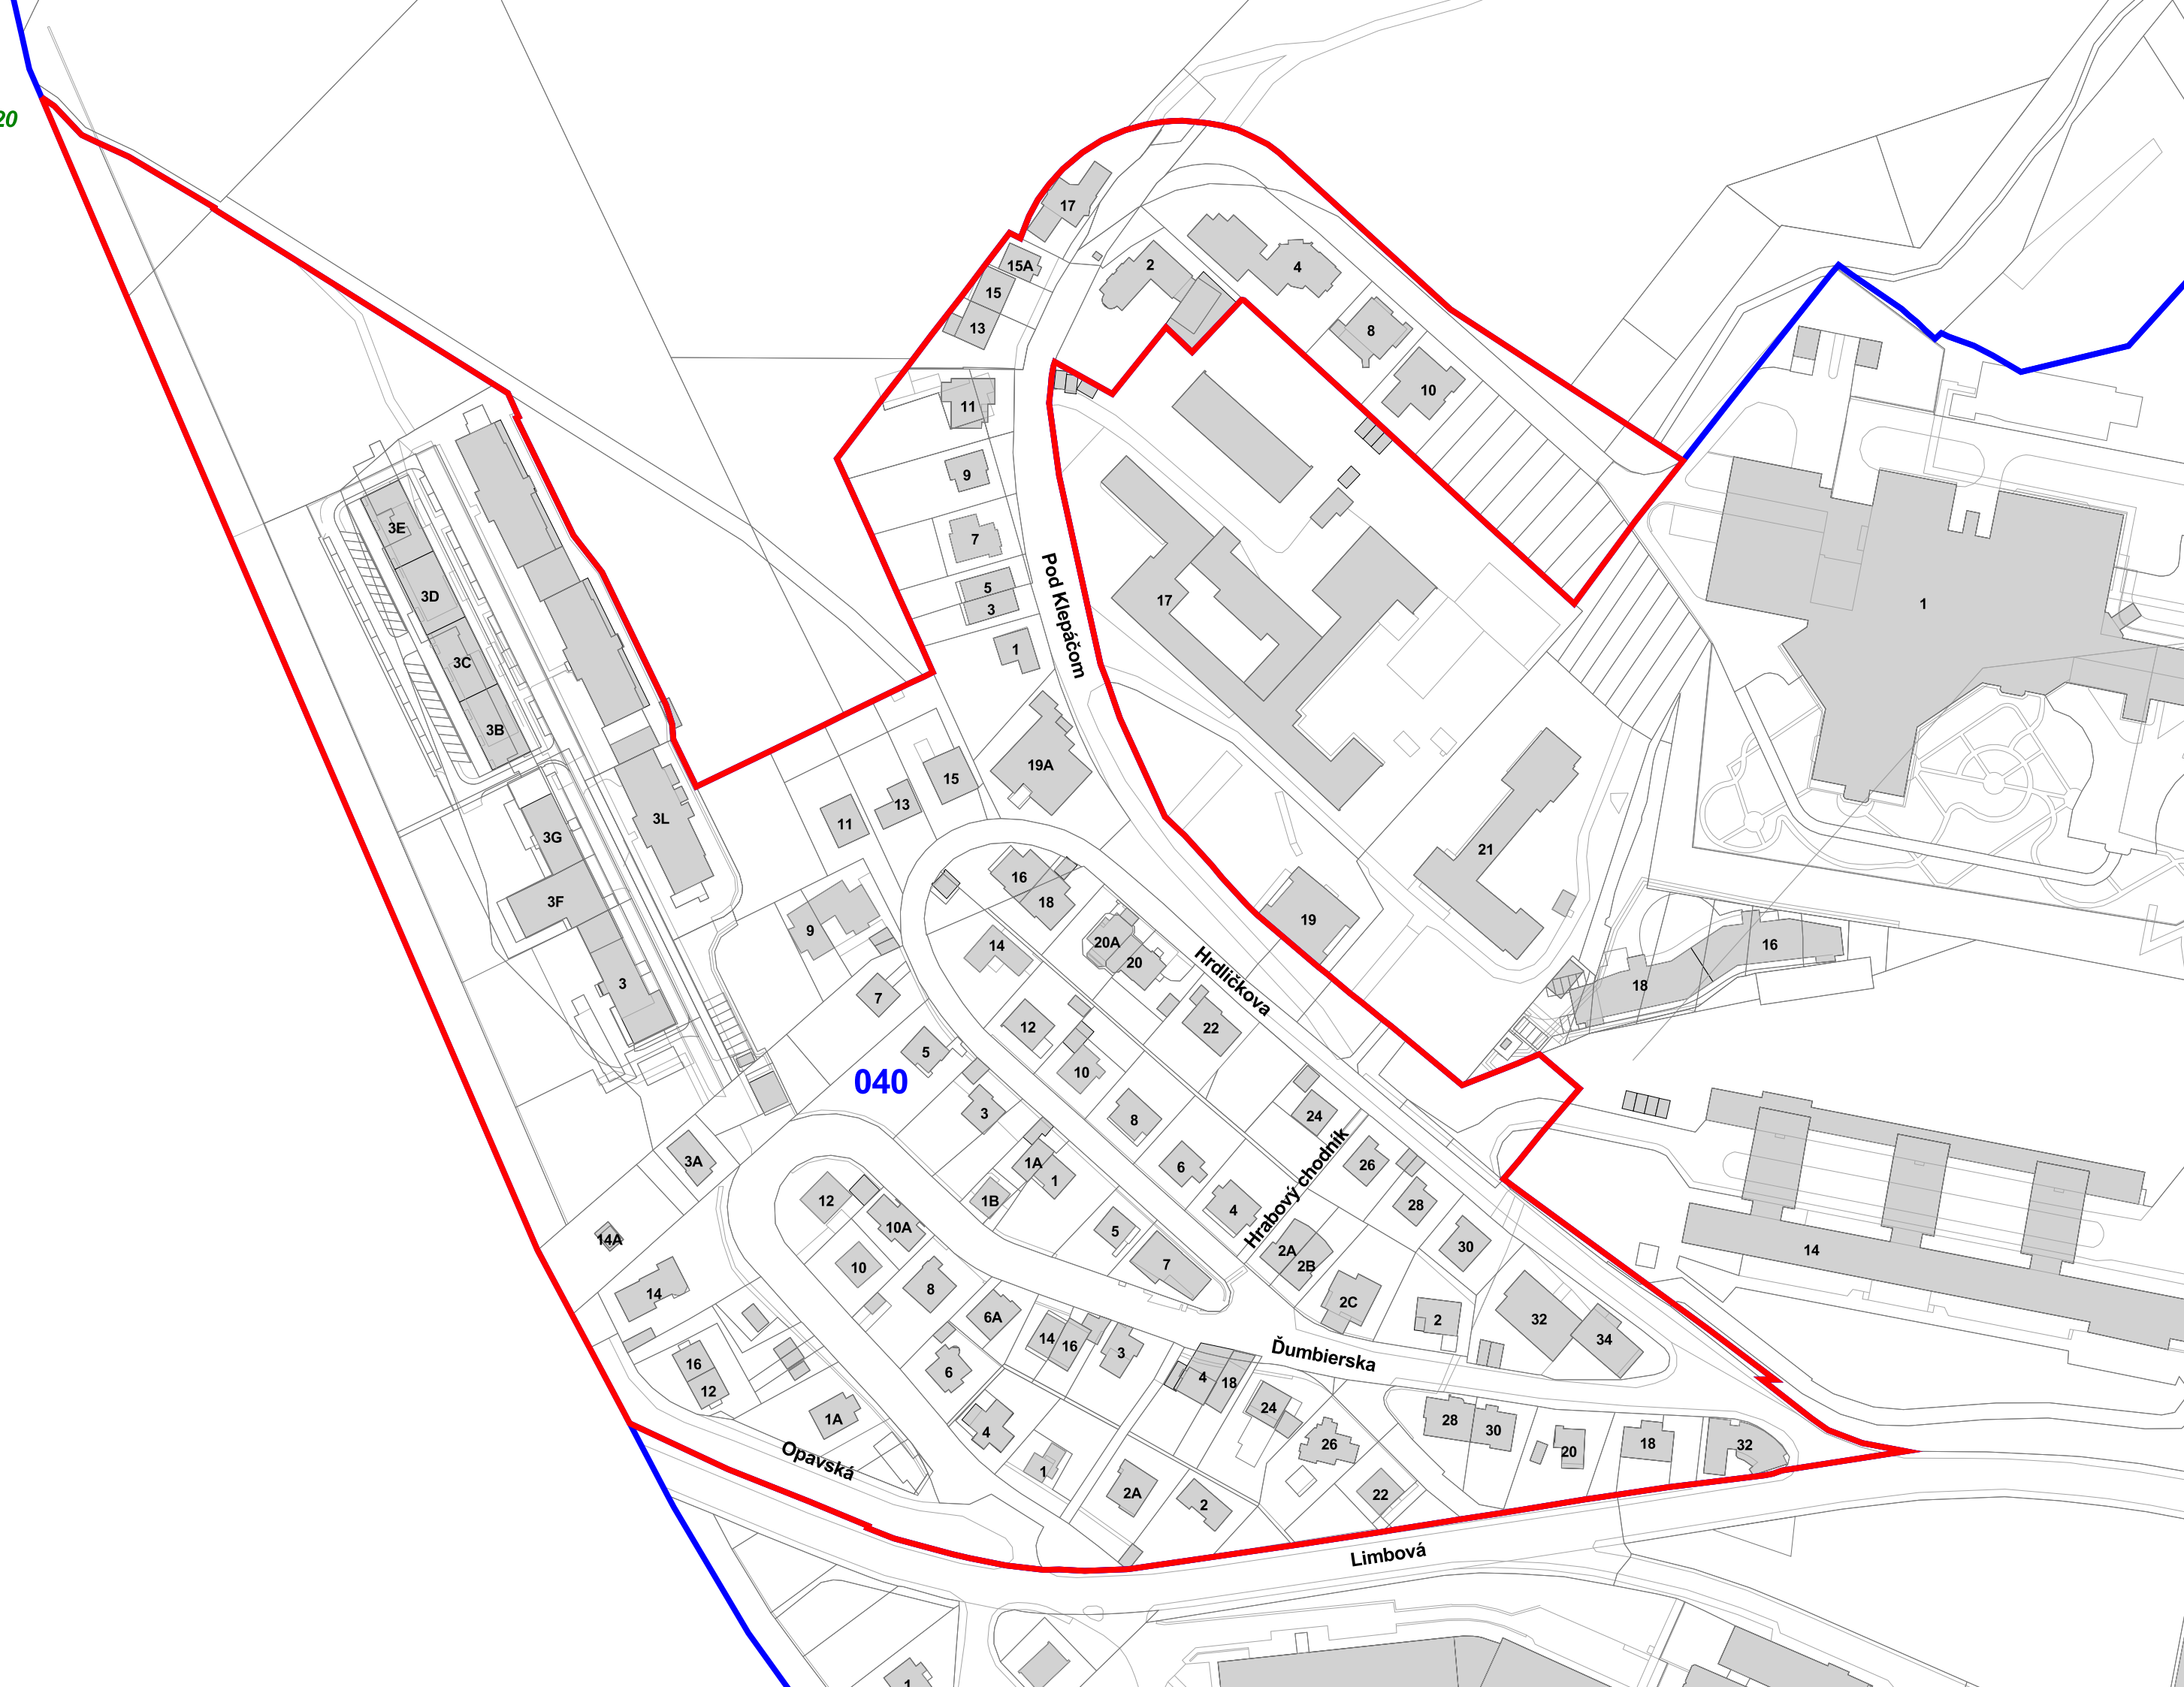 20
17
15A
15
13
2
4
8
10
11
9
7
5
3
1
Pod Klepáčom
17
1
3E
3D
3C
3B
3G
3L
3F
3
19A
15
13
11
9
7
21
19
16
18
16
18
20A
20
14
12
22
Hrdličkova
10
8
5
3
040
24
6
4
Hrabový chodník
26
28
30
1A
1
1B
5
7
2A
2B
2C
2
32
34
14
3A
14A
14
12
10A
10
8
6A
6
4
14
16
3
4
18
Ďumbierska
24
26
28
30
20
18
32
16
12
1A
Opavská
1
2A
2
22
Limbová
1